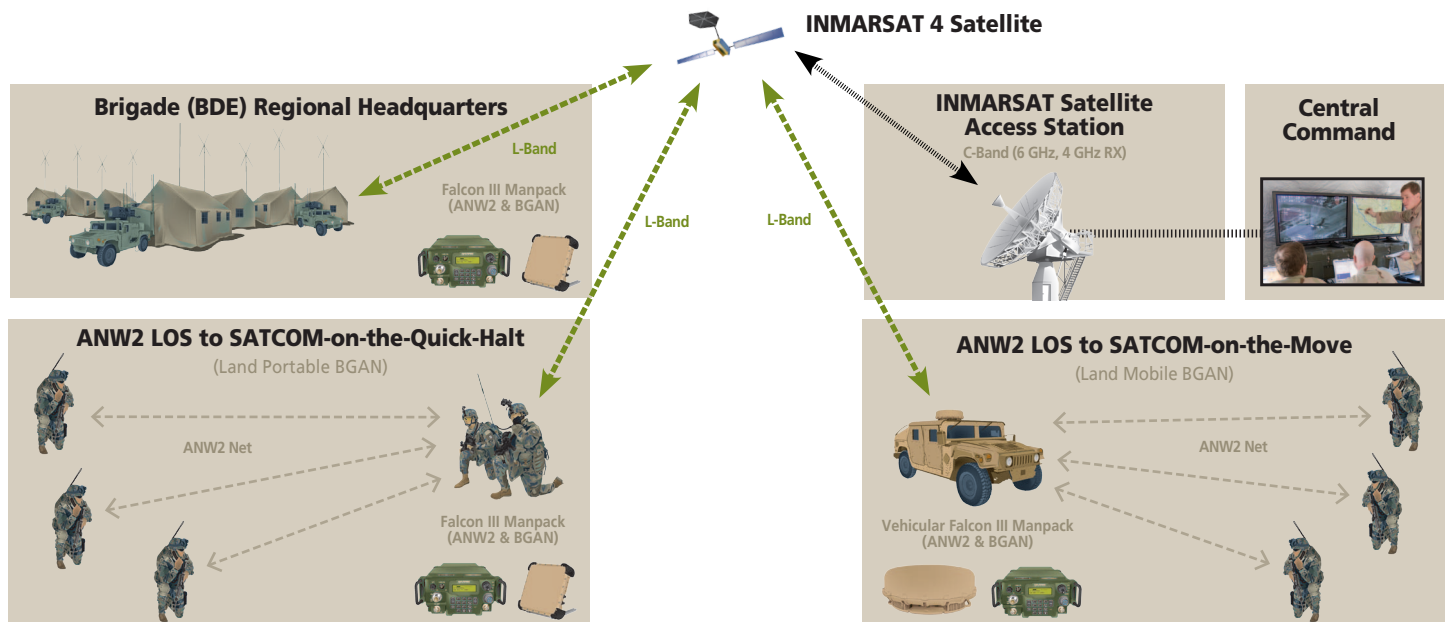 INMARSAT 4 Satellite
Brigade (BDE) Regional Headquarters
L-Band
Falcon III Manpack
(ANW2 & BGAN)
L-Band
L-Band
INMARSAT Satellite
Access Station
C-Band (6 GHz, 4 GHz RX)
Central
Command
ANW2 LOS to SATCOM-on-the-Quick-Halt
(Land Portable BGAN)
ANW2 Net
Falcon III Manpack
(ANW2 & BGAN)
ANW2 LOS to SATCOM-on-the-Move
(Land Mobile BGAN)
ANW2 Net
Vehicular Falcon III Manpack
(ANW2 & BGAN)